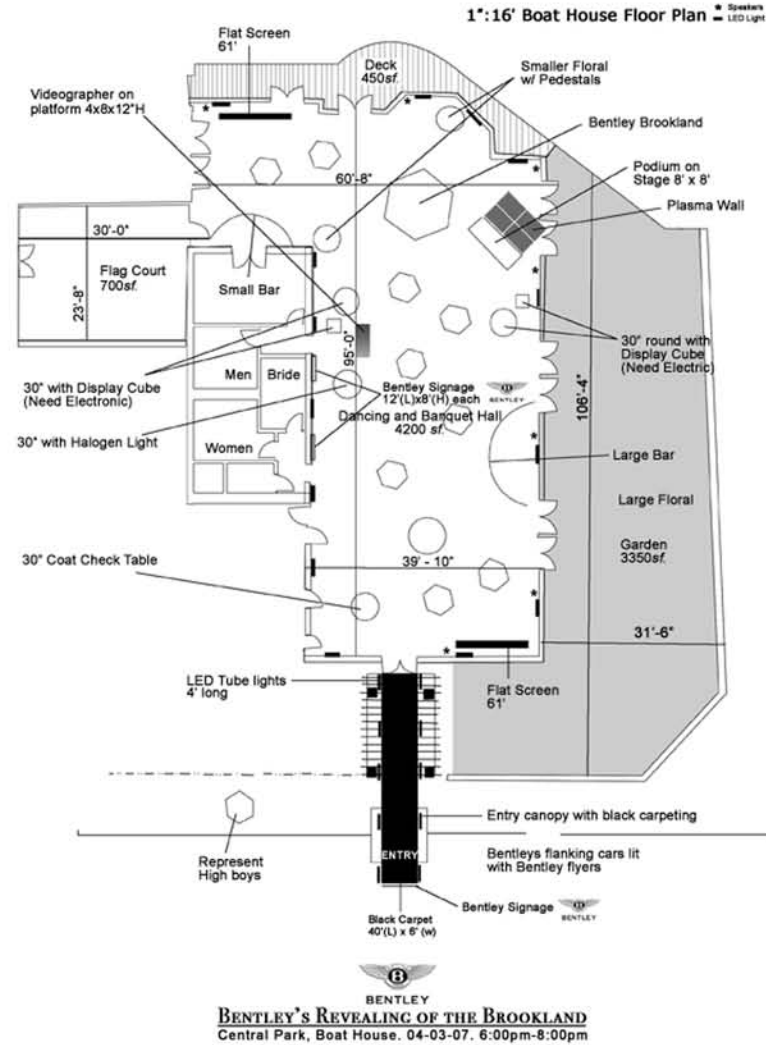 1":16' Boat House Floor Plan
* Speakers
LED Light
Flat Screen
61'
Deck
450sf.
Smaller Floral
w/ Pedestals
Videographer on
platform 4x8x12"H
Bentley Brookland
Podium on
Stage 8' x 8'
Plasma Wall
60'-8"
30'-0"
Flag Court
700sf.
23'-8"
Small Bar
30" with Display Cube
(Need Electronic)
Men
Bride
95'-0"
Bentley Signage
12'(L)x8'(H) each
BENTLEY
Dancing and Banquet Hall
4200 sf.
30" round with
Display Cube
(Need Electric)
106'-4"
30" with Halogen Light
Women
Large Bar
Large Floral
Garden
3350sf.
30" Coat Check Table
39' - 10"
31'-6"
LED Tube lights
4' long
Flat Screen
61'
Represent
High boys
ENTRY
Entry canopy with black carpeting
Bentleys flanking cars lit
with Bentley flyers
Black Carpet
40'(L) x 6' (w)
Bentley Signage
BENTLEY
B
BENTLEY
BENTLEY'S REVEALING OF THE BROOKLAND
Central Park, Boat House. 04-03-07. 6:00pm-8:00pm